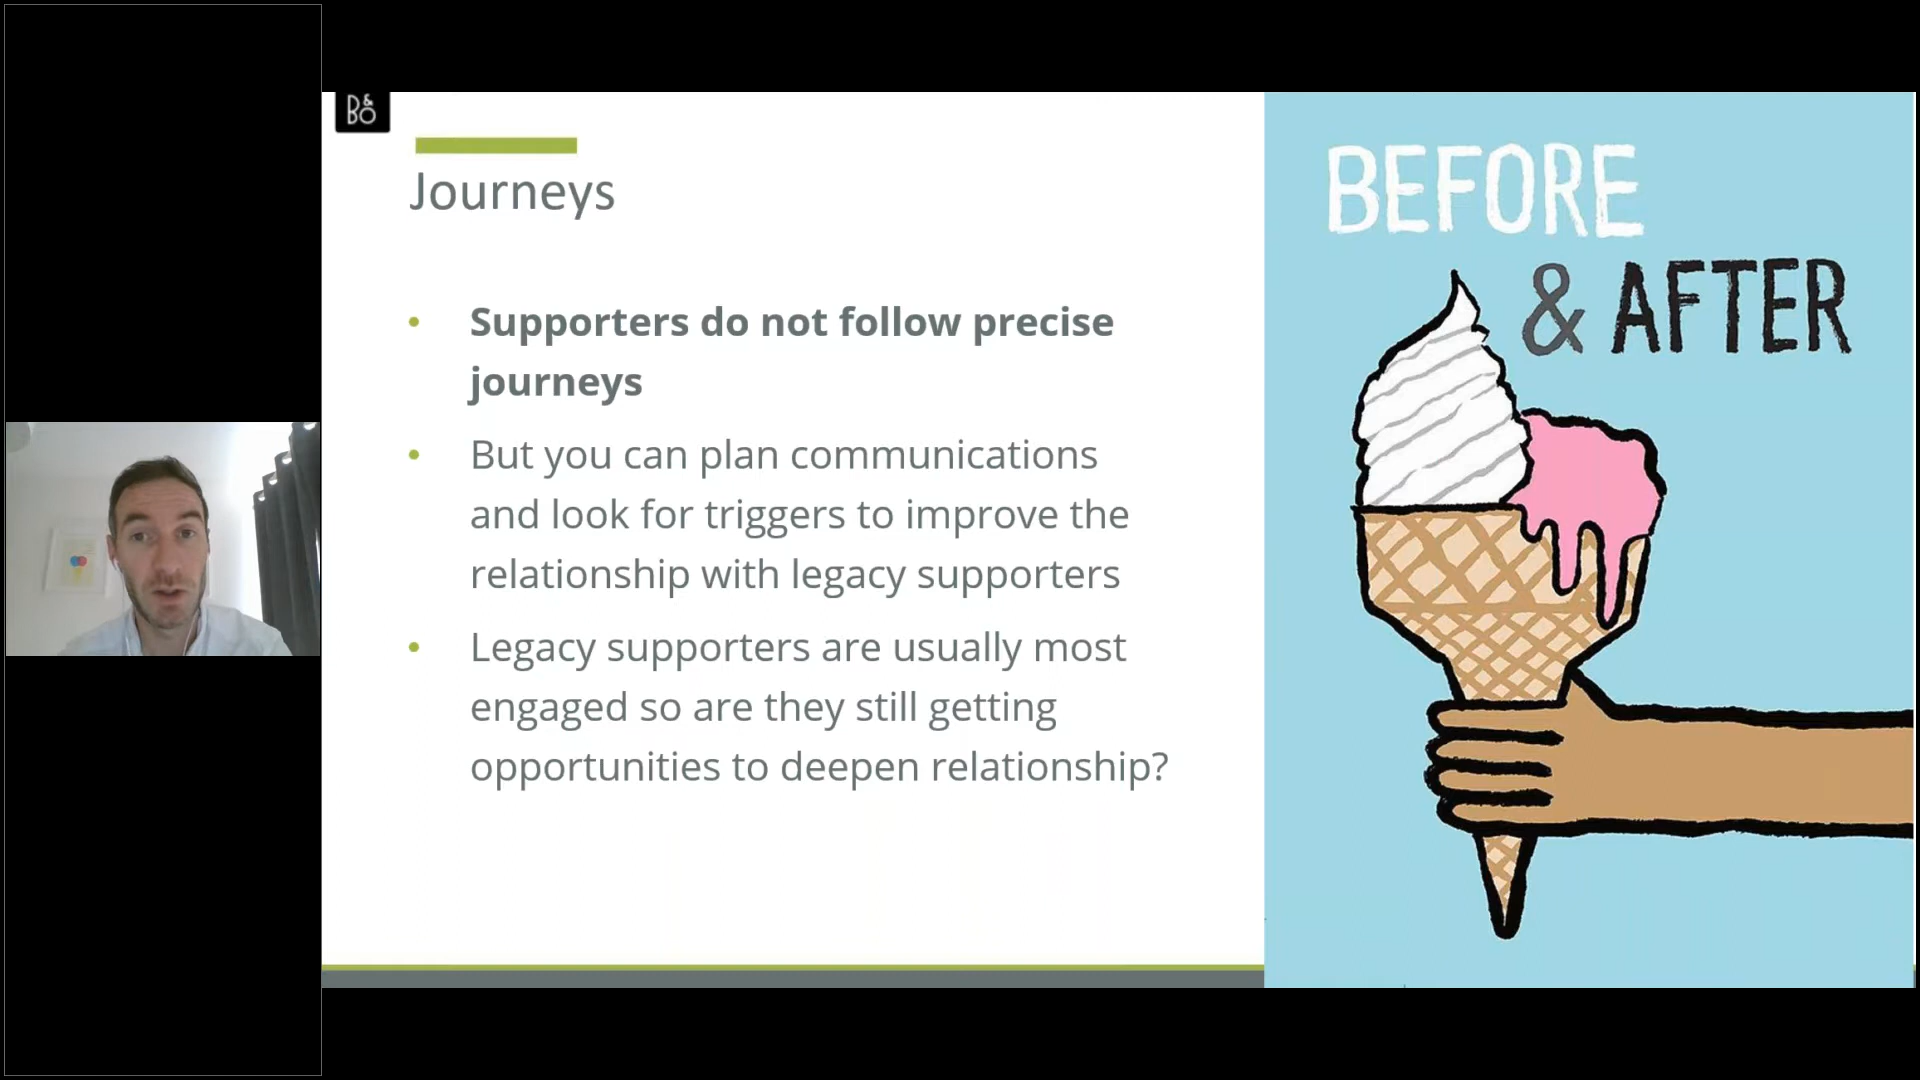 B&O
Journeys
• Supporters do not follow precise
journeys
• But you can plan communications
and look for triggers to improve the
relationship with legacy supporters
• Legacy supporters are usually most
engaged so are they still getting
opportunities to deepen relationship?
BEFORE
& AFTER